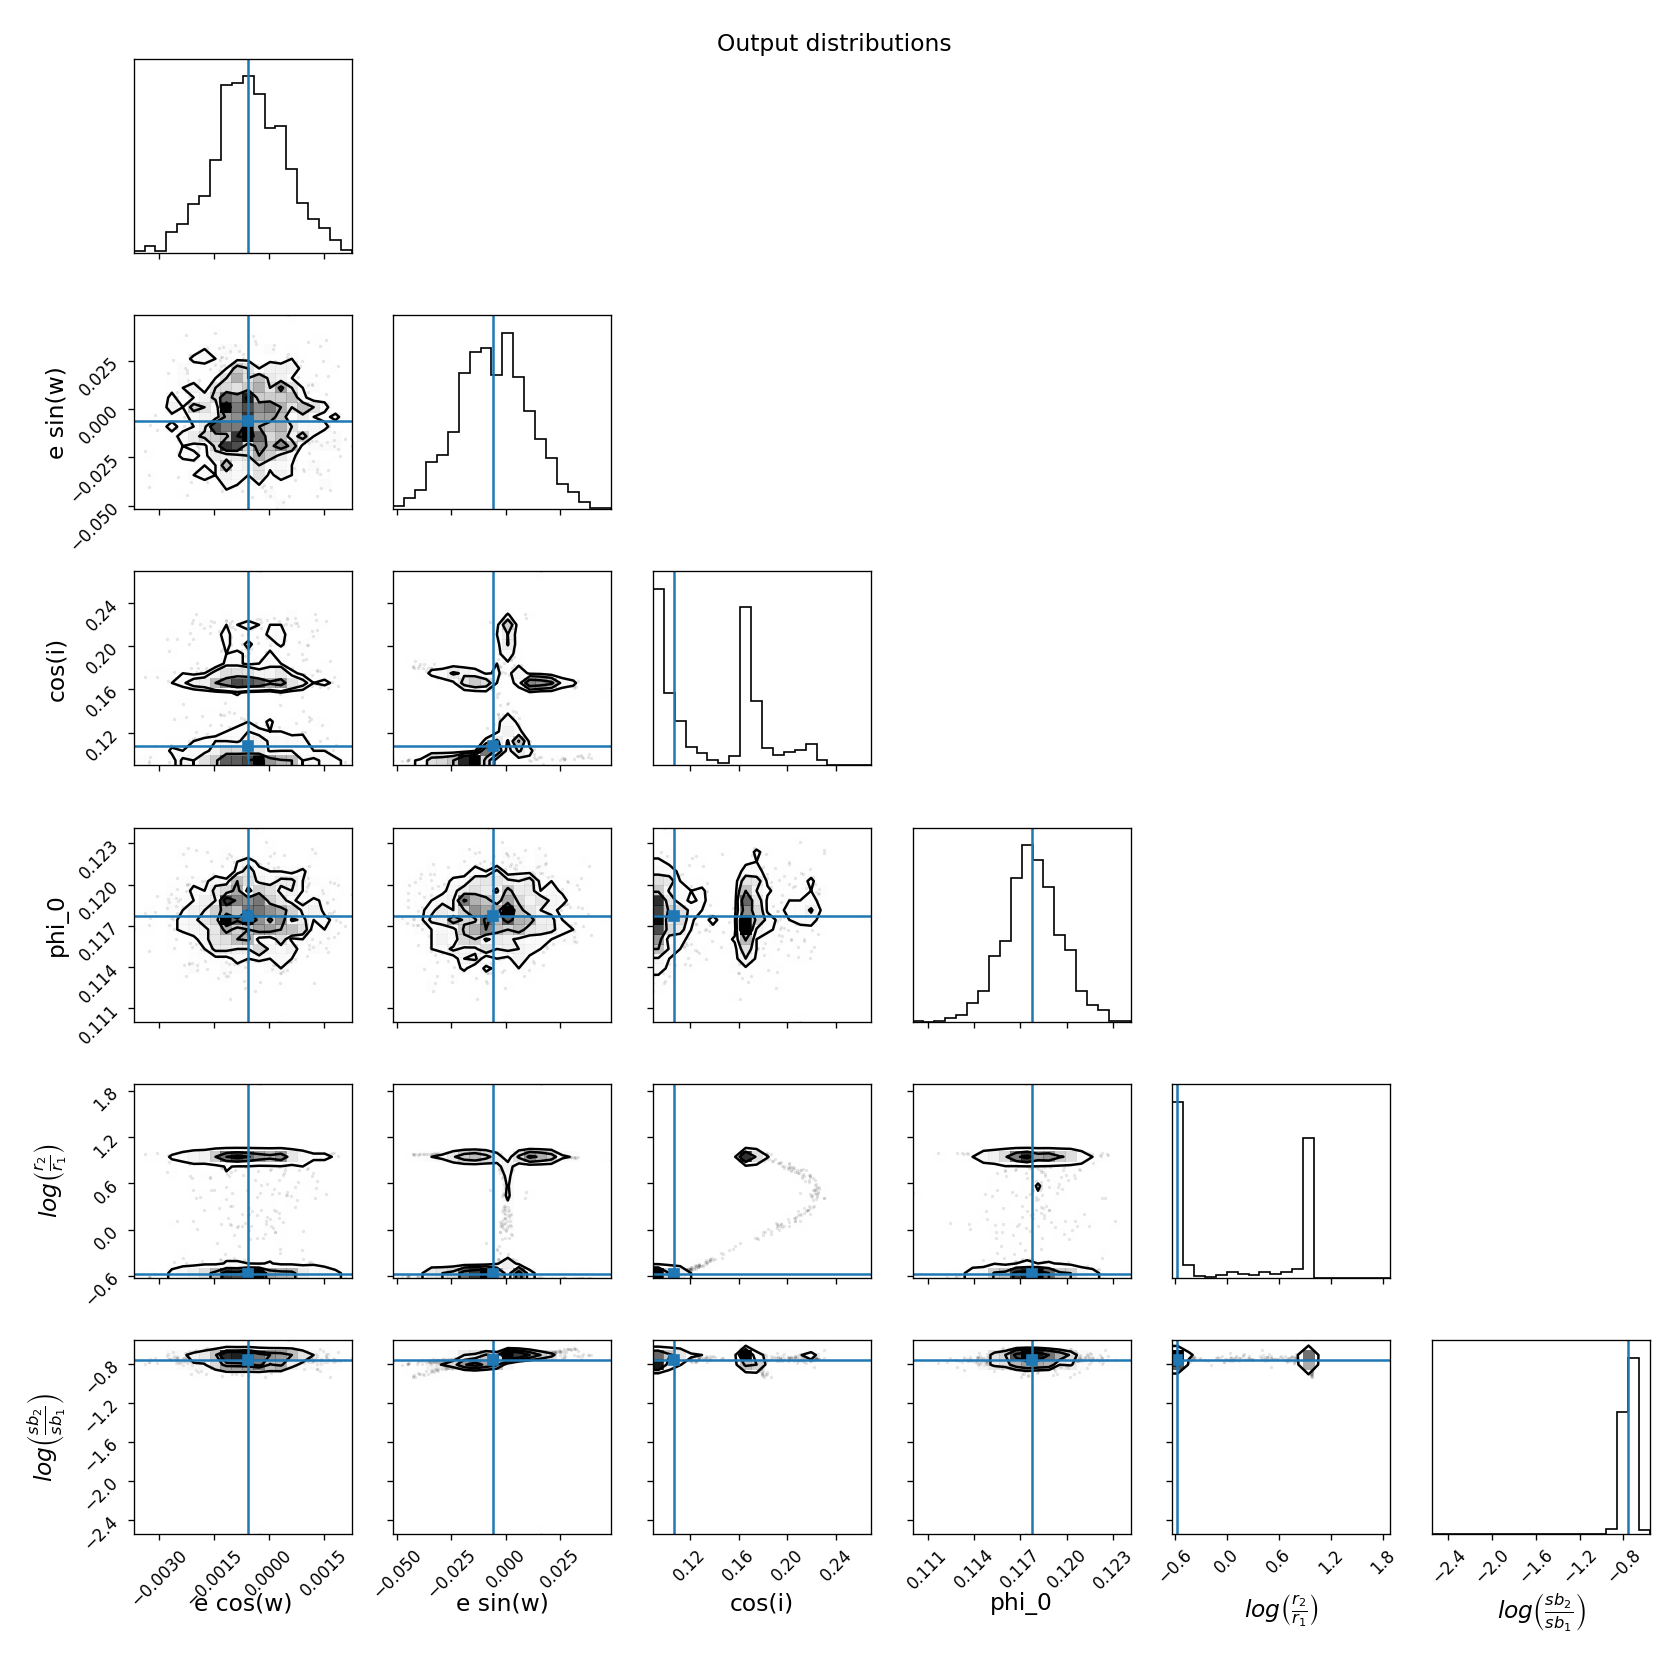 Output distributions
e sin(w)
0.025
0.000
−0.025
−0.050
cos(i)
0.24
0.20
0.16
0.12
phi_0
0.123
0.120
0.117
0.114
0.111
log(r2/r1)
1.8
1.2
0.6
0.0
−0.6
log(sb2/sb1)
−0.8
−1.2
−1.6
−2.0
−2.4
−0.0030 −0.0015 0.0000 0.0015
−0.050 −0.025 0.000 0.025
0.12 0.16 0.20 0.24
0.111 0.114 0.117 0.120 0.123
−0.6 0.0 0.6 1.2 1.8
−2.4 −2.0 −1.6 −1.2 −0.8
e cos(w) e sin(w) cos(i) phi_0 log(r2/r1) log(sb2/sb1)